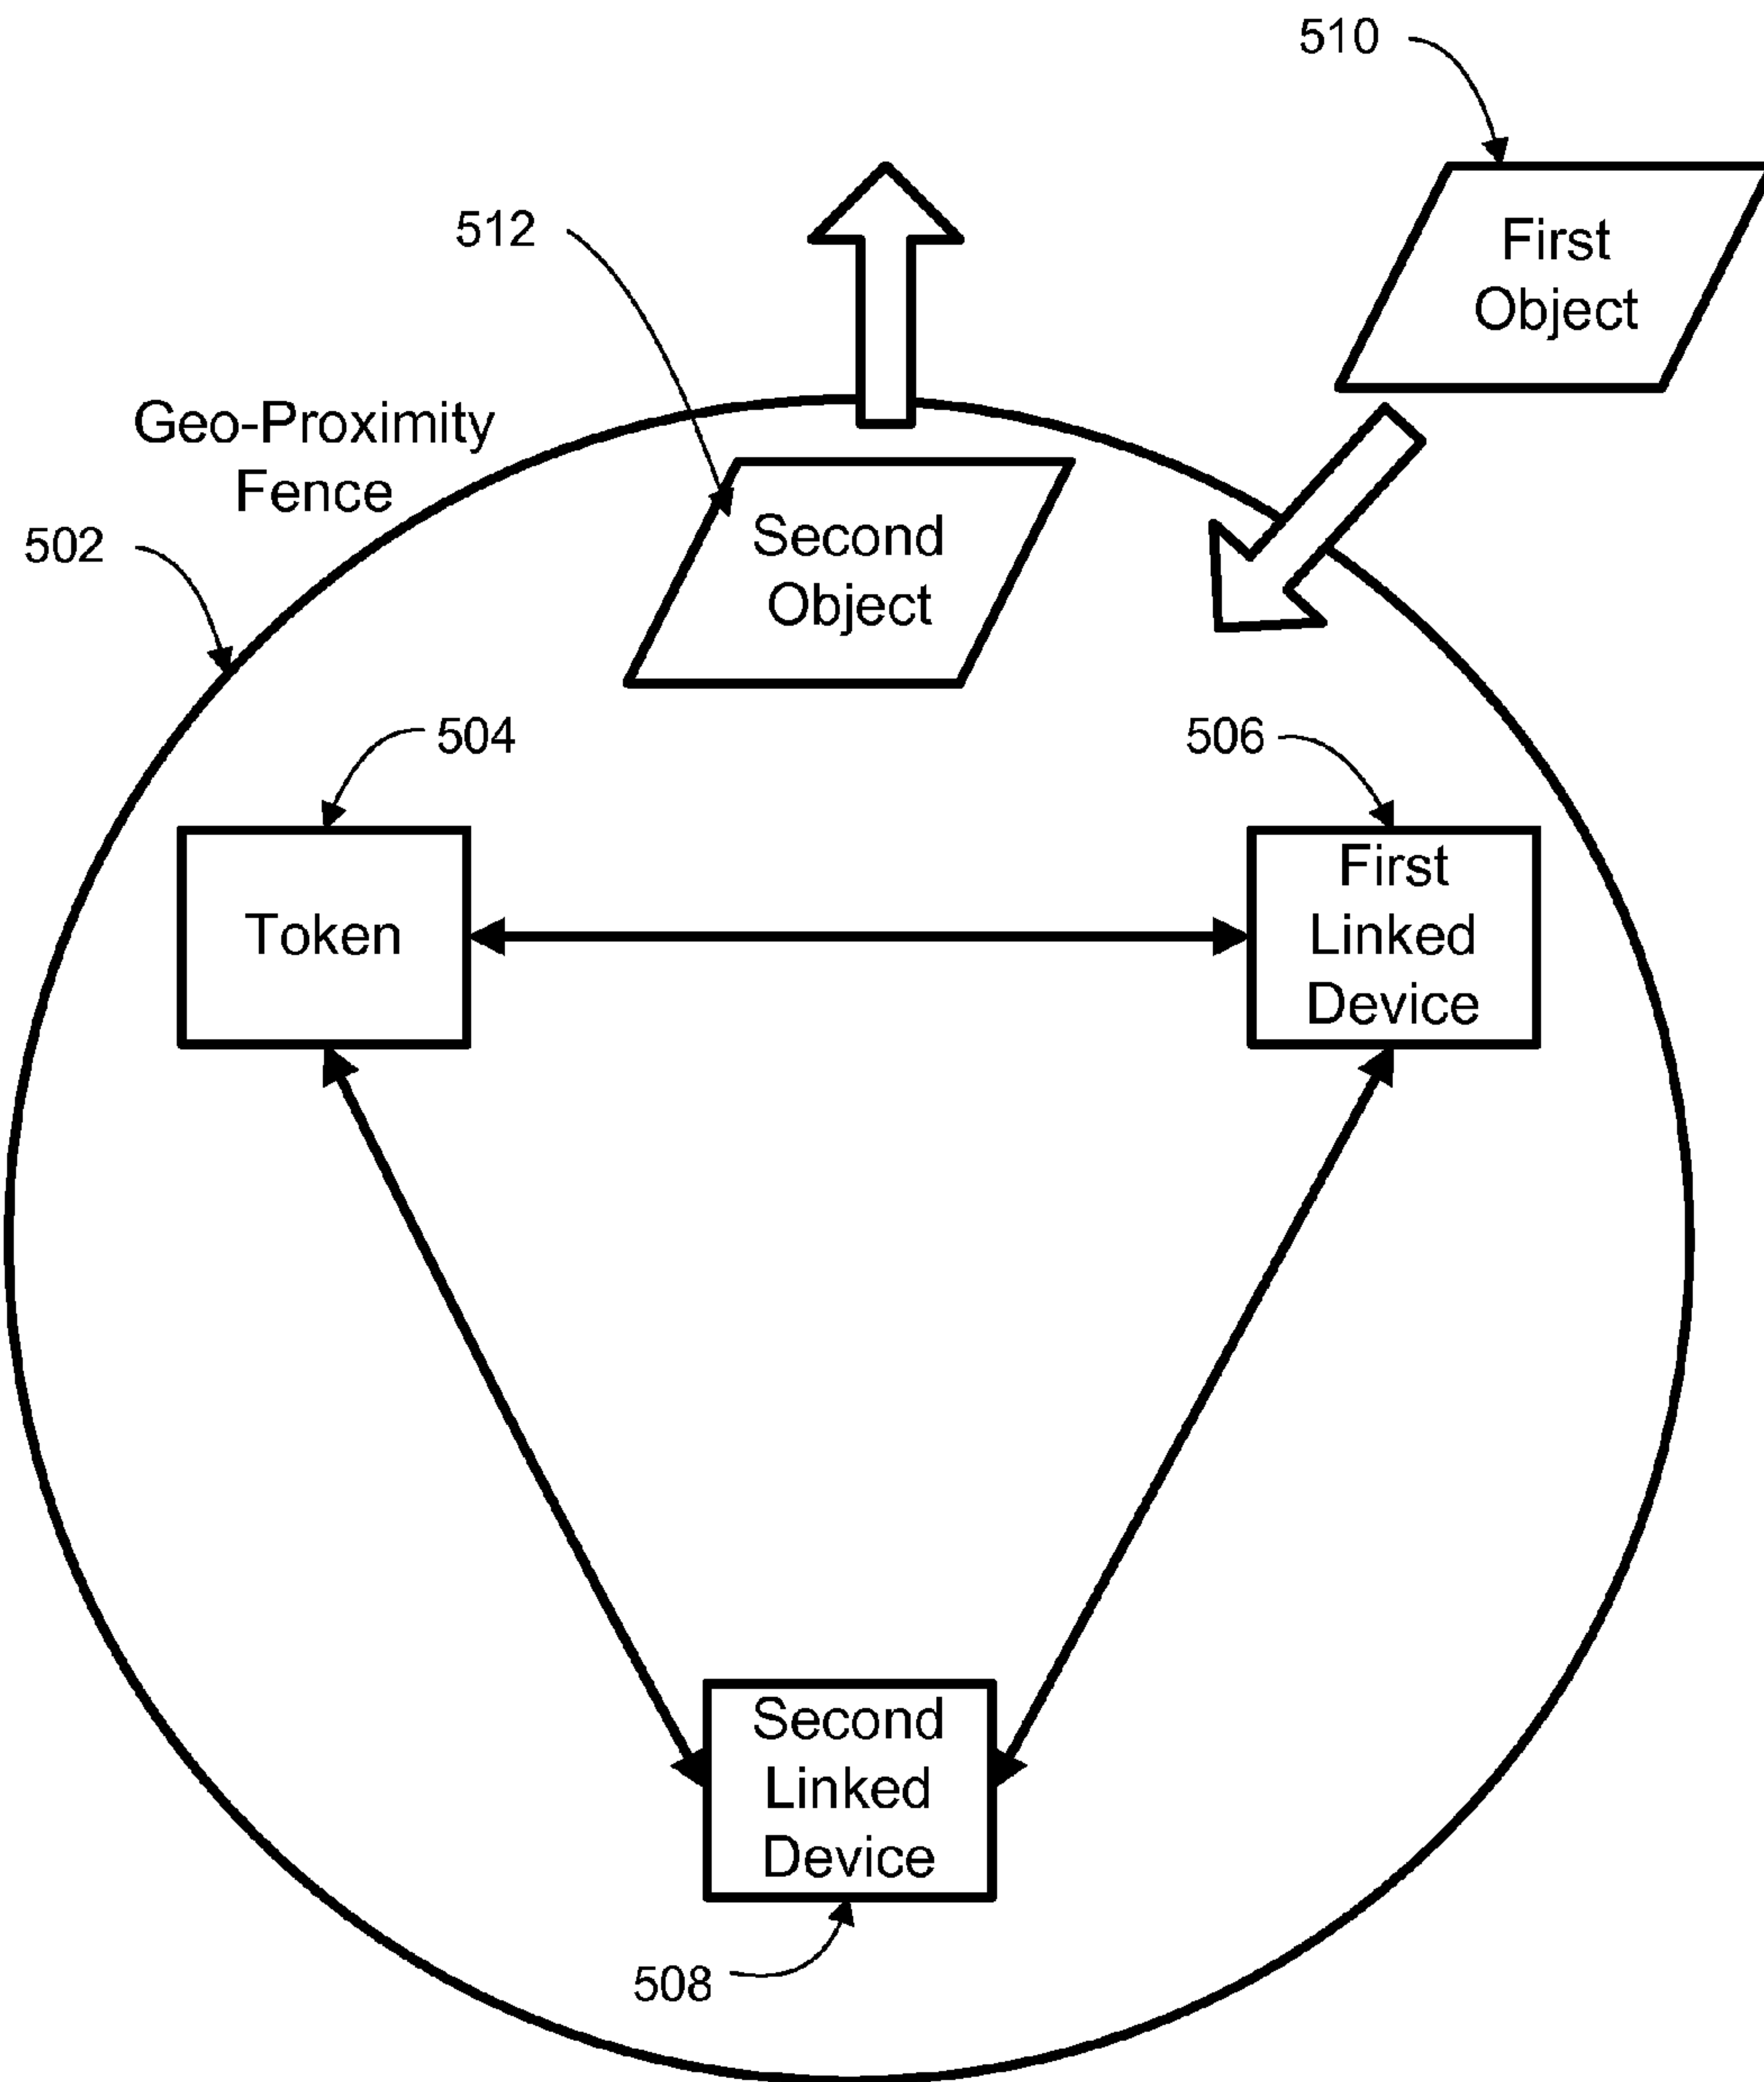 510
First
Object
512
Geo-Proximity
Fence
502
Second
Object
504
506
Token
First
Linked
Device
Second
Linked
Device
508